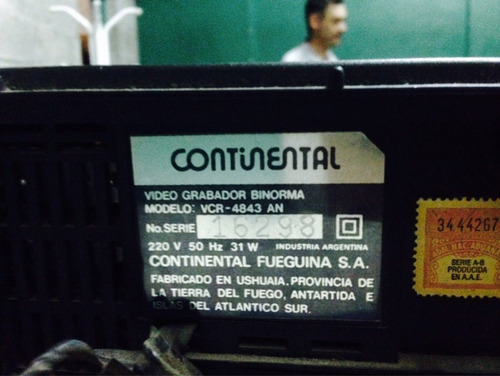 CONTINENTAL
VIDEO GRABADOR BINORMA
MODELO: VCR-4843 AN
No. SERIE 16298
220 V 50 Hz 31 W INDUSTRIA ARGENTINA
CONTINENTAL FUEGUINA S.A.
FABRICADO EN USHUAIA. PROVINCIA DE
LA TIERRA DEL FUEGO, ANTARTIDA E
ISLAS DEL ATLANTICO SUR.
3444267
SERIE A-B
PRODUCIDA
EN A.A.E.